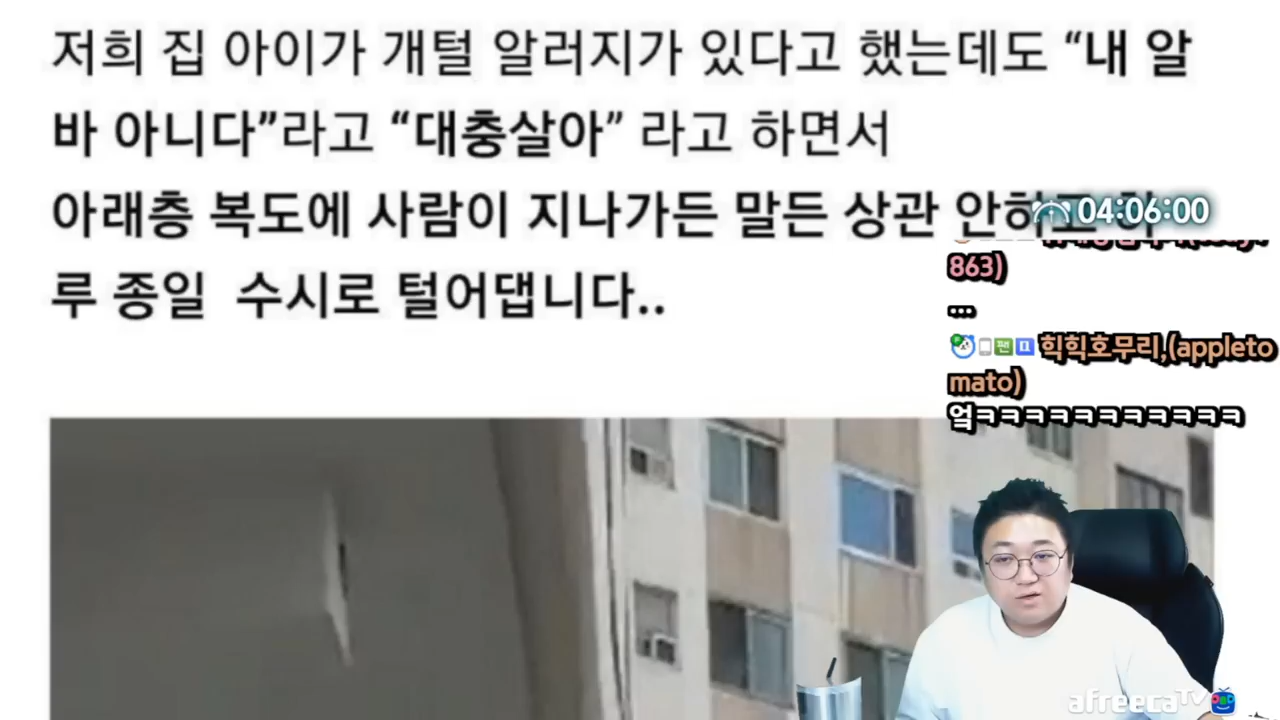 저희 집 아이가 개털 알러지가 있다고 했는데도 “내 알
바 아니다”라고 “대충살아” 라고 하면서
아래층 복도에 사람이 지나가든 말든 상관 안하고 하
루 종일 수시로 털어댑니다..
04:06:00
863)
...
팬 힉힉호무리,(appleto
mato)
엌ㅋㅋㅋㅋㅋㅋㅋㅋㅋㅋㅋ
afreecaTV